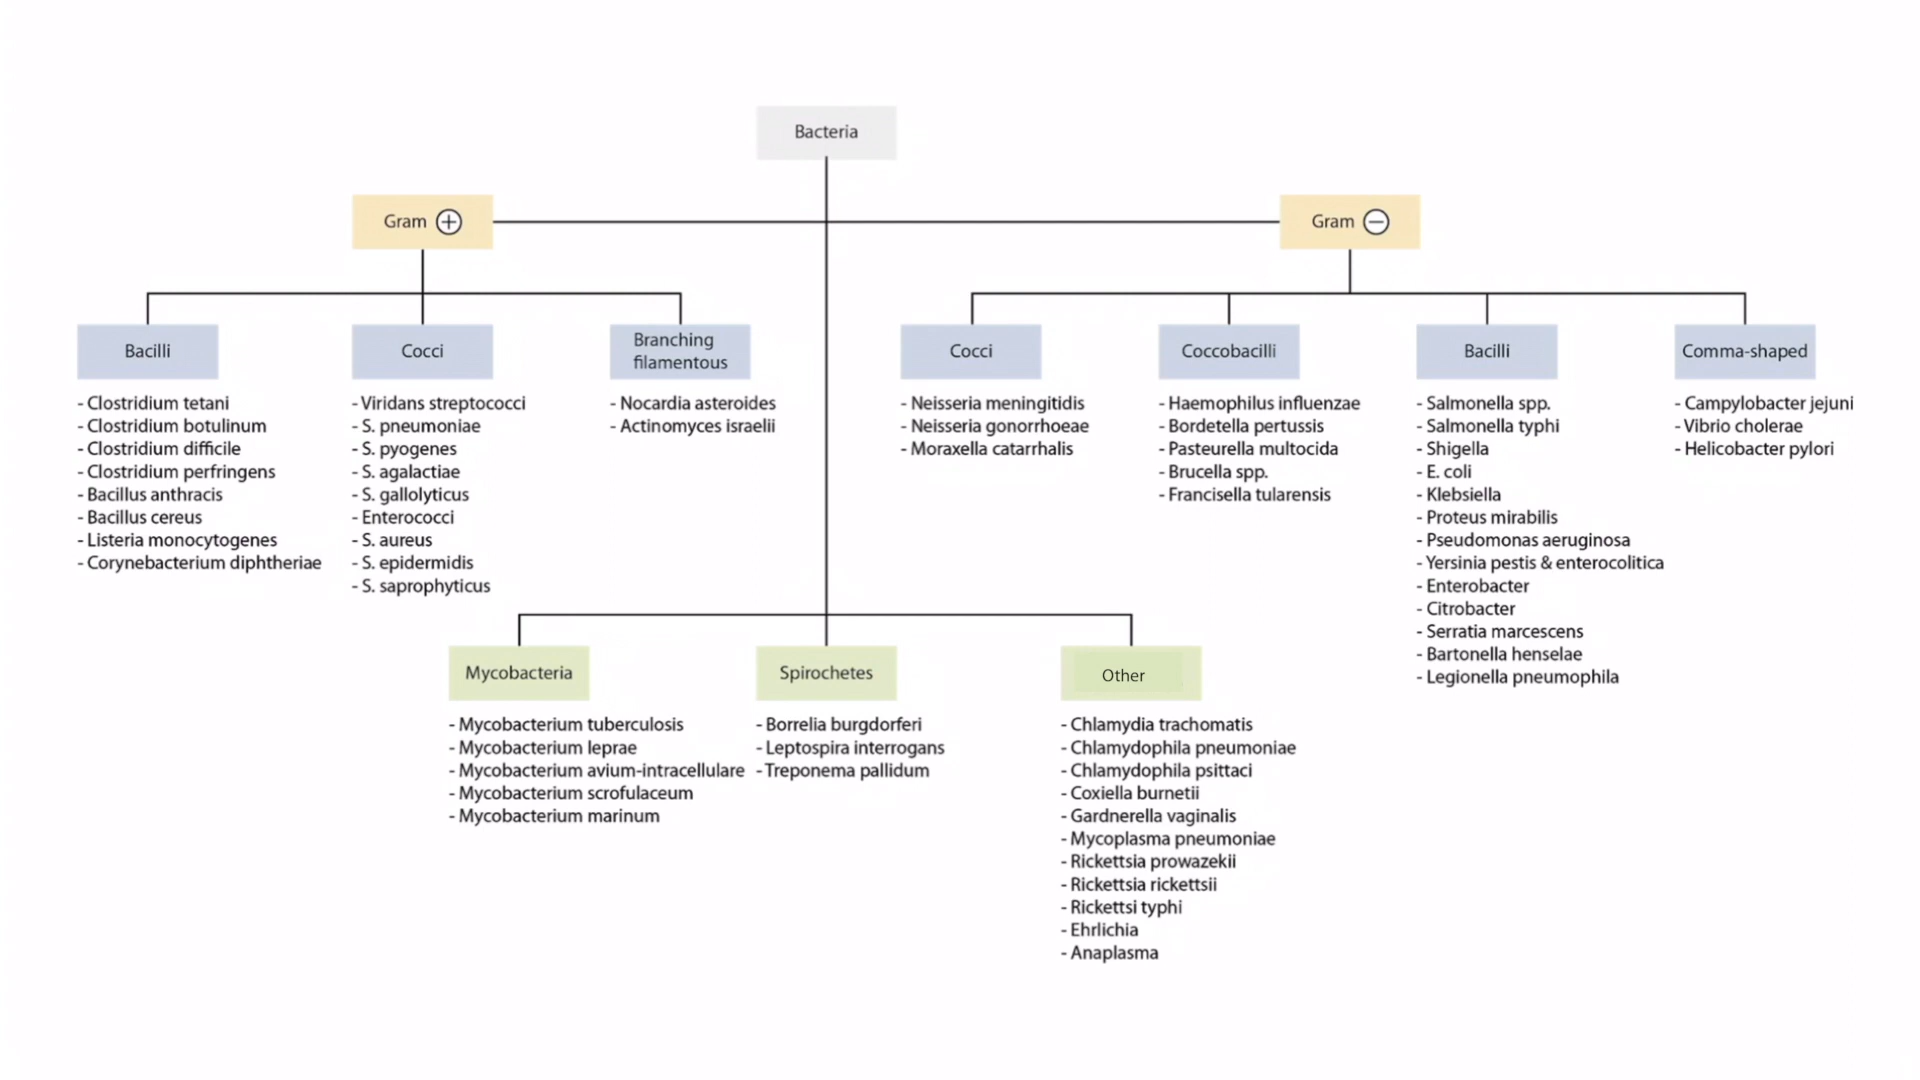 Bacteria
Gram +
Gram −
Bacilli
- Clostridium tetani
- Clostridium botulinum
- Clostridium difficile
- Clostridium perfringens
- Bacillus anthracis
- Bacillus cereus
- Listeria monocytogenes
- Corynebacterium diphtheriae
Cocci
- Viridans streptococci
- S. pneumoniae
- S. pyogenes
- S. agalactiae
- S. gallolyticus
- Enterococci
- S. aureus
- S. epidermidis
- S. saprophyticus
Branching
filamentous
- Nocardia asteroides
- Actinomyces israelii
Cocci
- Neisseria meningitidis
- Neisseria gonorrhoeae
- Moraxella catarrhalis
Coccobacilli
- Haemophilus influenzae
- Bordetella pertussis
- Pasteurella multocida
- Brucella spp.
- Francisella tularensis
Bacilli
- Salmonella spp.
- Salmonella typhi
- Shigella
- E. coli
- Klebsiella
- Proteus mirabilis
- Pseudomonas aeruginosa
- Yersinia pestis & enterocolitica
- Enterobacter
- Citrobacter
- Serratia marcescens
- Bartonella henselae
- Legionella pneumophila
Comma-shaped
- Campylobacter jejuni
- Vibrio cholerae
- Helicobacter pylori
Mycobacteria
- Mycobacterium tuberculosis
- Mycobacterium leprae
- Mycobacterium avium-intracellulare
- Mycobacterium scrofulaceum
- Mycobacterium marinum
Spirochetes
- Borrelia burgdorferi
- Leptospira interrogans
- Treponema pallidum
Other
- Chlamydia trachomatis
- Chlamydophila pneumoniae
- Chlamydophila psittaci
- Coxiella burnetii
- Gardnerella vaginalis
- Mycoplasma pneumoniae
- Rickettsia prowazekii
- Rickettsia rickettsii
- Rickettsi typhi
- Ehrlichia
- Anaplasma